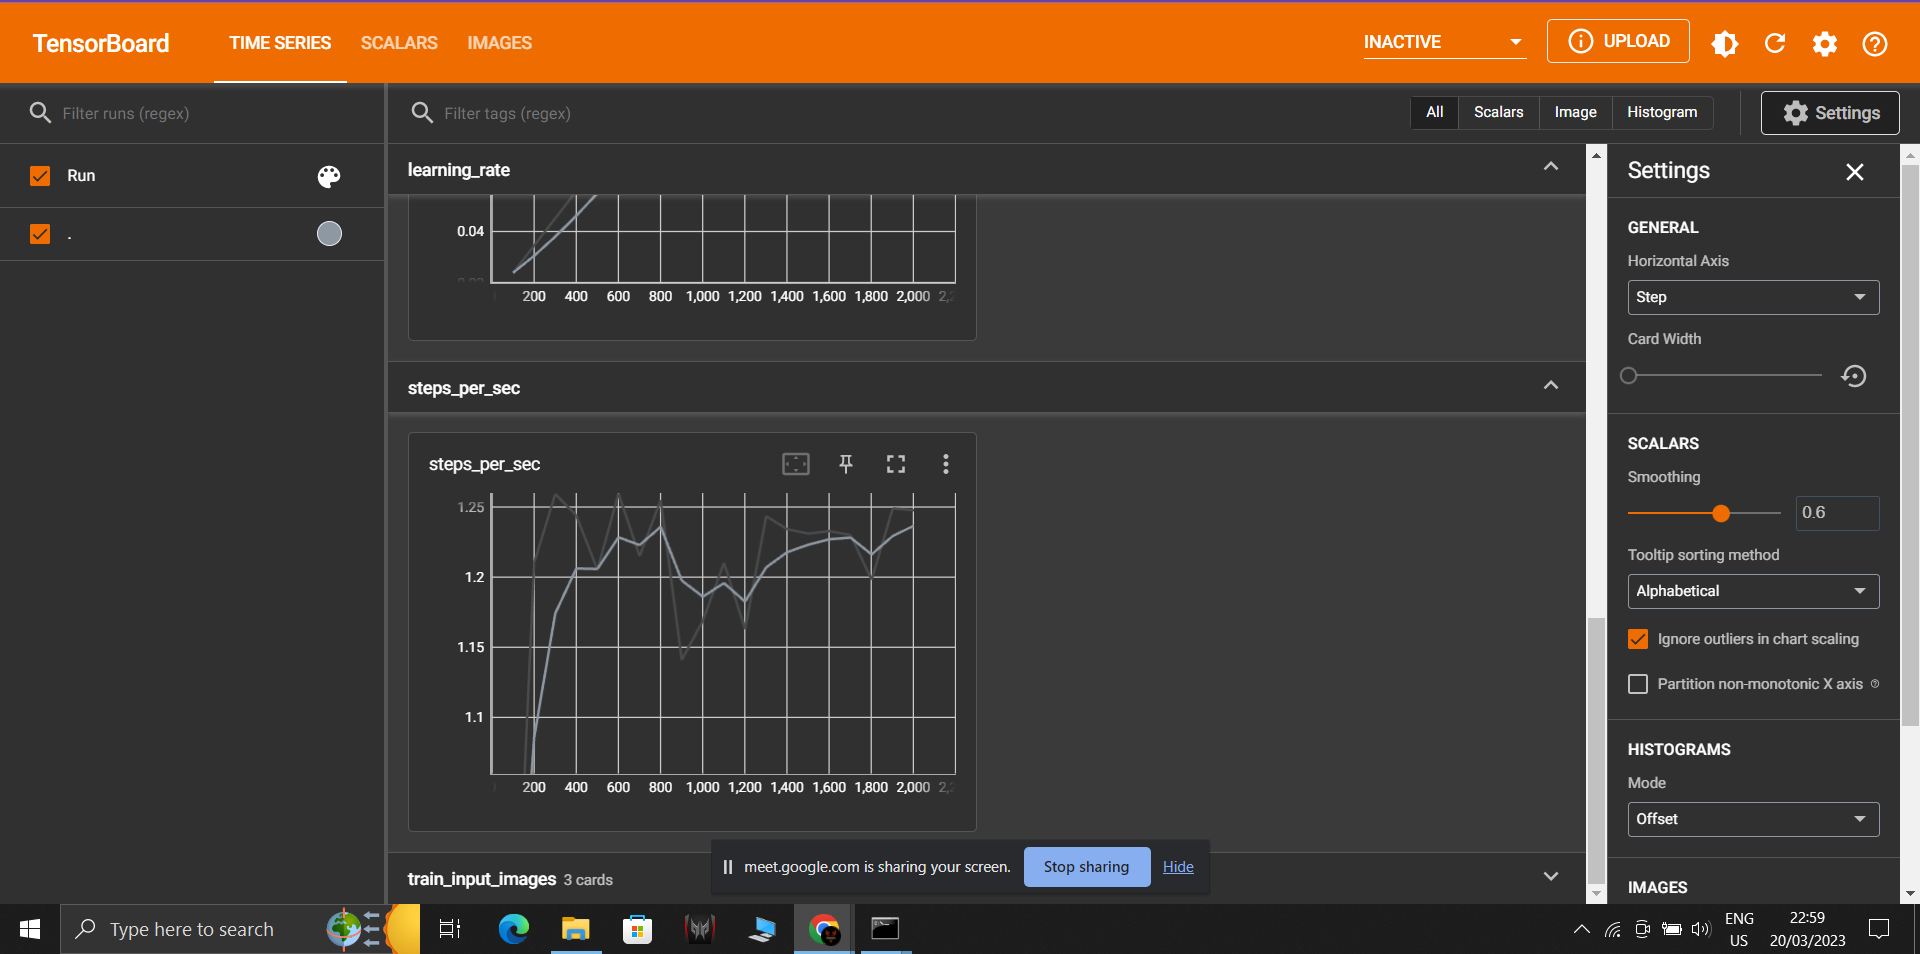 TensorBoard
TIME SERIES
SCALARS
IMAGES
INACTIVE
UPLOAD
Filter runs (regex)
Filter tags (regex)
All
Scalars
Image
Histogram
Settings
Run
.
learning_rate
0.04
200 400 600 800 1,000 1,200 1,400 1,600 1,800 2,000
steps_per_sec
steps_per_sec
1.25
1.2
1.15
1.1
200 400 600 800 1,000 1,200 1,400 1,600 1,800 2,000
train_input_images 3 cards
Settings
GENERAL
Horizontal Axis
Step
Card Width
SCALARS
Smoothing
0.6
Tooltip sorting method
Alphabetical
Ignore outliers in chart scaling
Partition non-monotonic X axis
HISTOGRAMS
Mode
Offset
IMAGES
meet.google.com is sharing your screen.
Stop sharing
Hide
Type here to search
ENG
US
22:59
20/03/2023